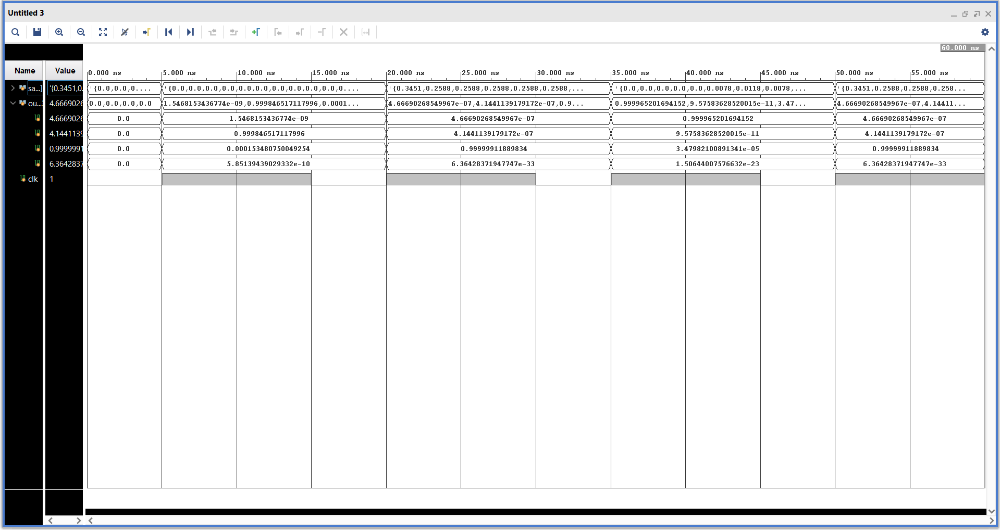 Untitled 3
60.000 ns
Name Value
0.000 ns 5.000 ns 10.000 ns 15.000 ns 20.000 ns 25.000 ns 30.000 ns 35.000 ns 40.000 ns 45.000 ns 50.000 ns 55.000 ns
sa...] '{0.3451,0. '{0.0,0.0,0.... '{0.0,0.0,0.0,0.0,0.0,0.0,0.0,0.0,0.0,0.0,0.... '{0.3451,0.2588,0.2588,0.2588,0.2588,... '{0.0,0.0,0.0,0.0,0.0,0.0078,0.0118,0.0078,... '{0.3451,0.2588,0.258...
ou... 4.6669026 0.0,0.0,0.0,0.0 1.5468153436774e-09,0.999846517117996,0.0001... 4.66690268549967e-07,4.1441139179172e-07,0.9... 0.999965201694152,9.57583628520015e-11,3.47... 4.66690268549967e-07,4.14411...
4.6669026 0.0 1.5468153436774e-09 4.66690268549967e-07 0.999965201694152 4.66690268549967e-07
4.1441139 0.0 0.999846517117996 4.1441139179172e-07 9.57583628520015e-11 4.1441139179172e-07
0.9999991 0.0 0.000153480750049254 0.99999911889834 3.47982100891341e-05 0.99999911889834
6.3642837 0.0 5.85139439029332e-10 6.36428371947747e-33 1.50644007576632e-23 6.36428371947747e-33
clk 1